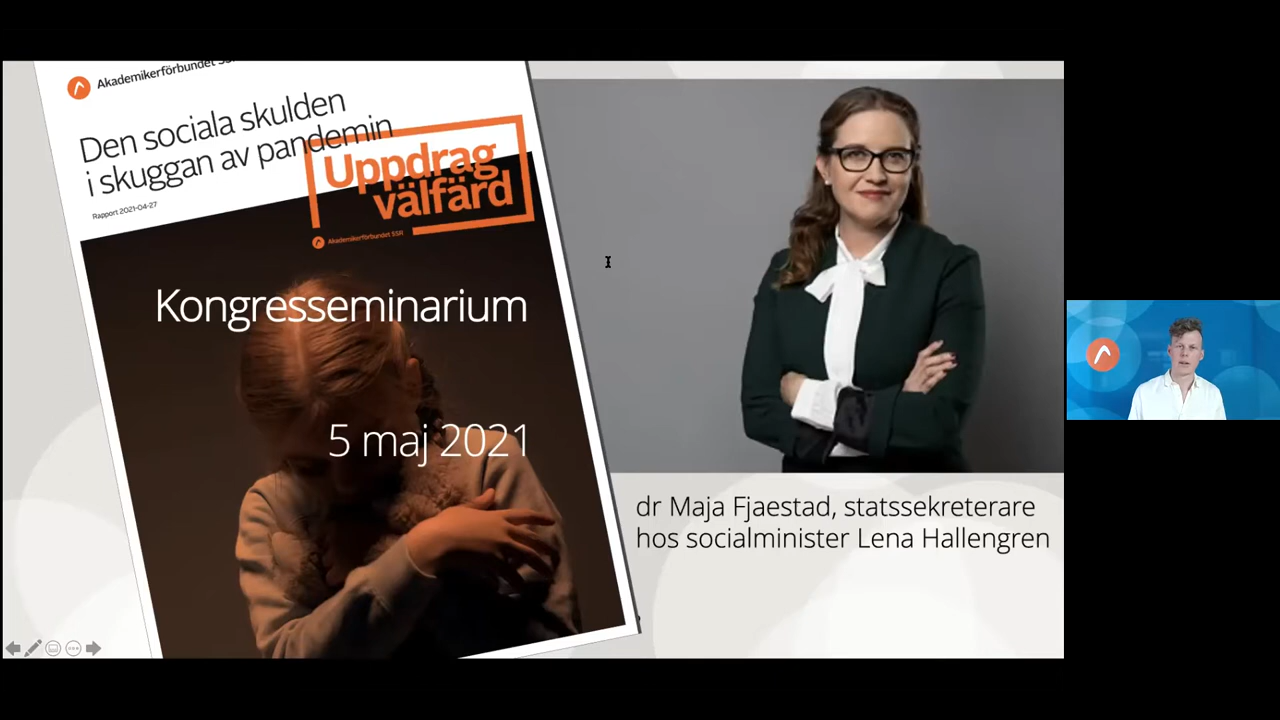 Akademikerförbundet
Den sociala skulden
i skuggan av pandemin
Rapport 2021-04-27
Uppdrag
välfärd
Akademikerförbundet SSR
Kongresseminarium
5 maj 2021
dr Maja Fjaestad, statssekreterare
hos socialminister Lena Hallengren